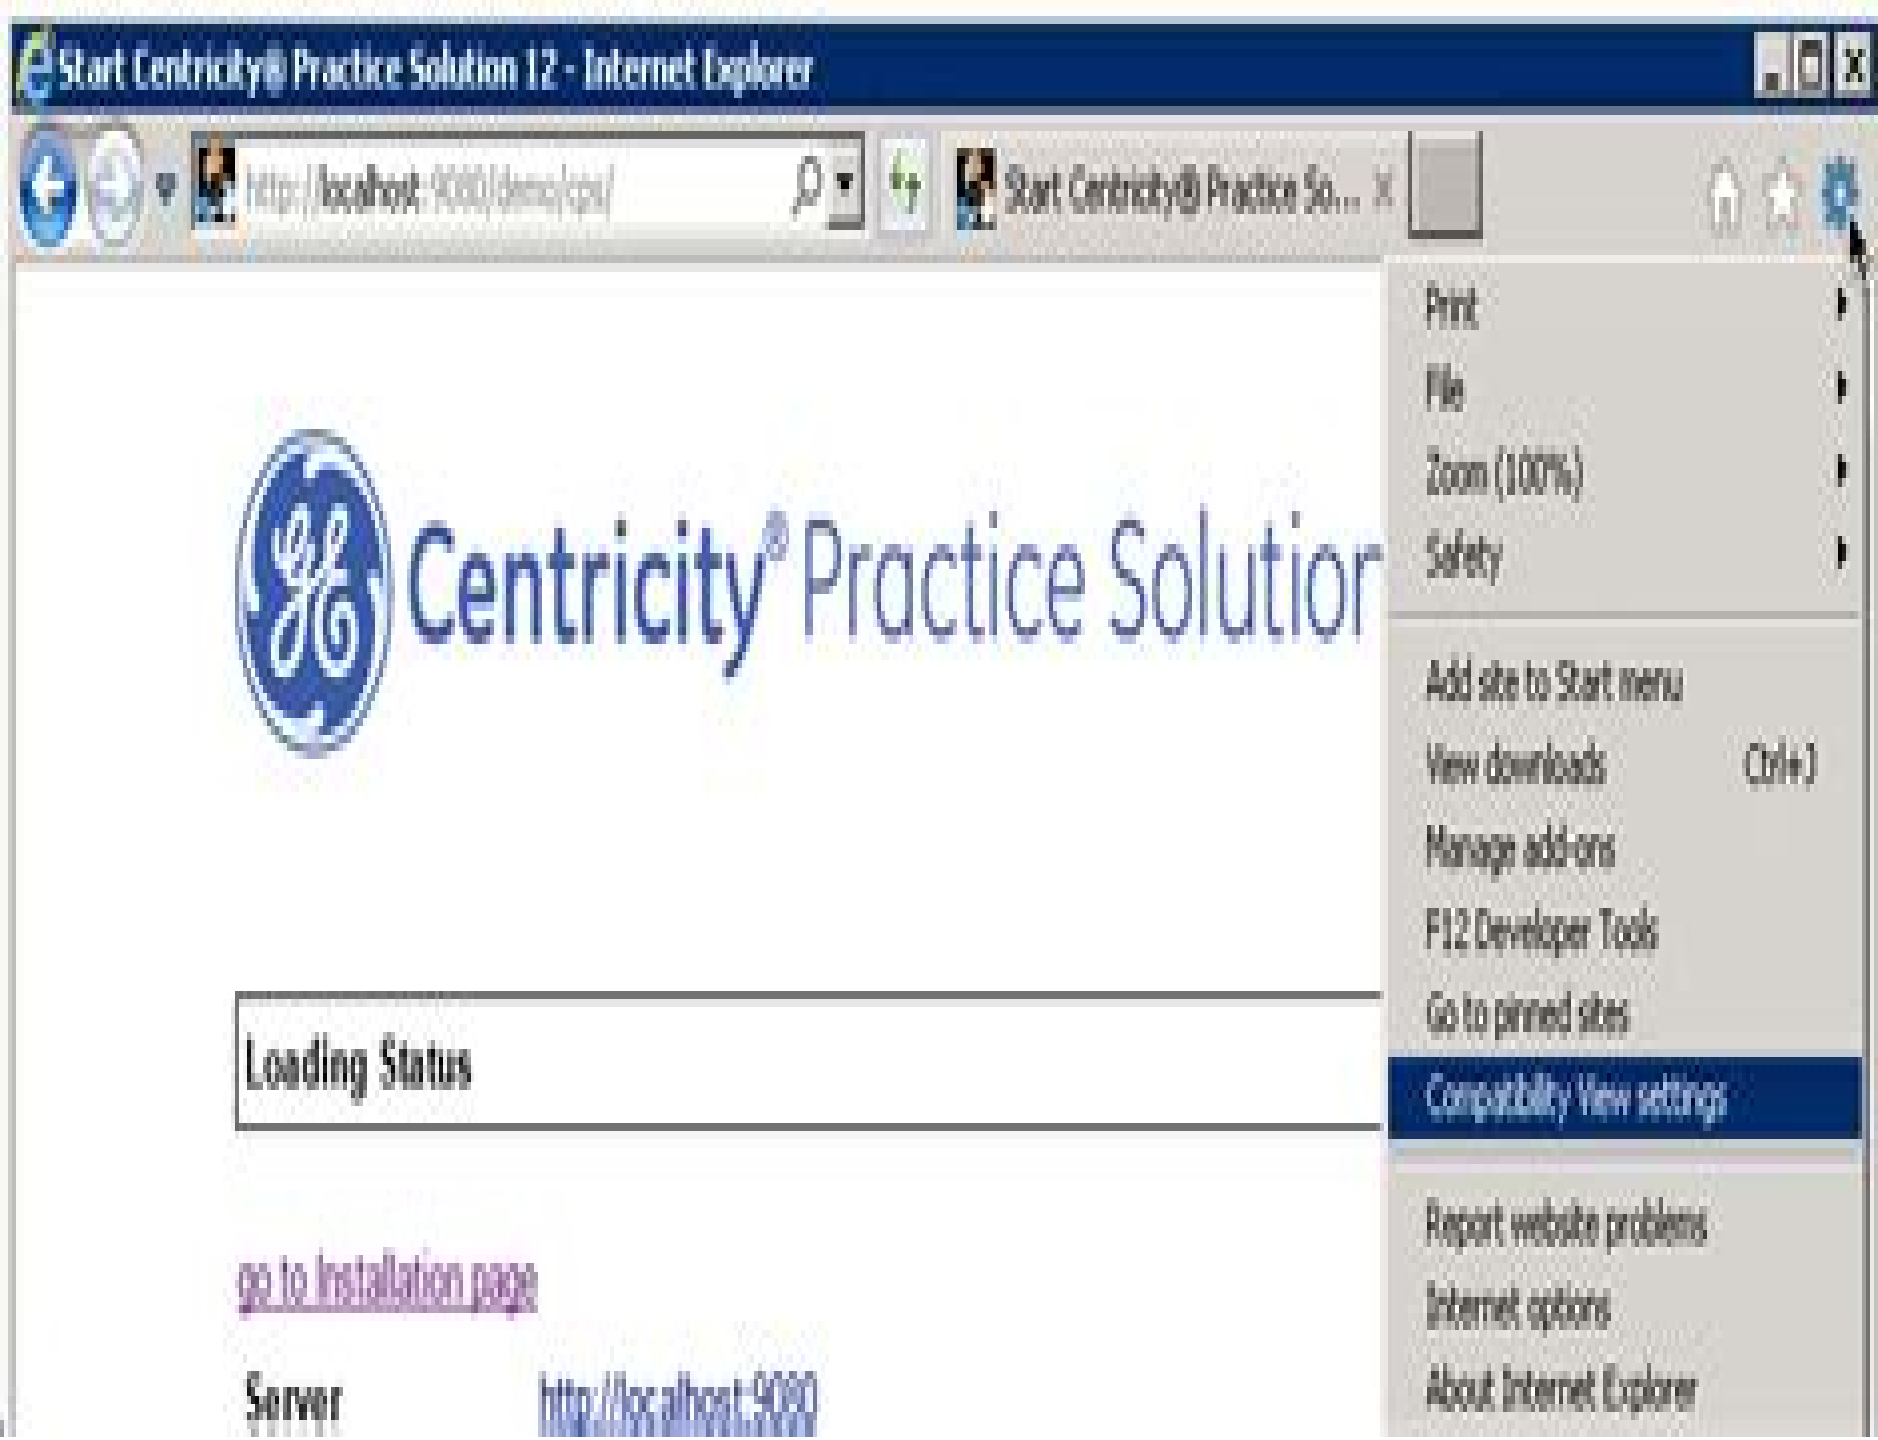 Start Centricity® Practice Solution 12 - Internet Explorer
http://localhost:9080/demo/cps/
Start Centricity® Practice So...
Print
File
Zoom (100%)
Safety
Add site to Start menu
View downloads Ctrl+J
Manage add-ons
F12 Developer Tools
Go to pinned sites
Compatibility View settings
Report website problems
Internet options
About Internet Explorer
Centricity® Practice Solution
Loading Status
go to Installation page
Server http://localhost:9080